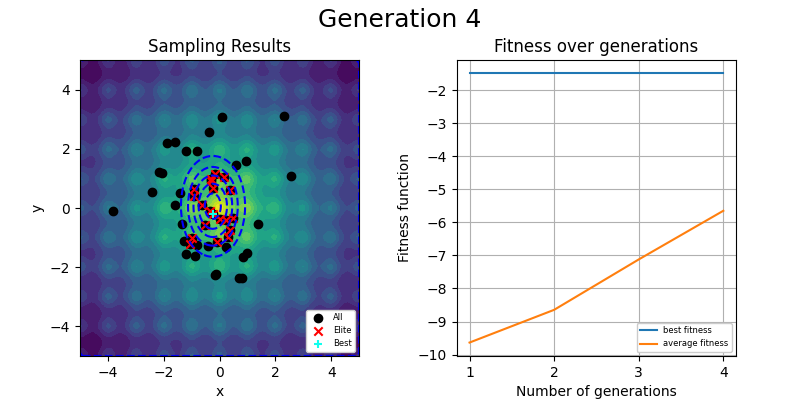 Generation 4
Sampling Results
4
2
0
−2
−4
y
−4
−2
0
2
4
x
All
Elite
Best
Fitness over generations
−2
−3
−4
−5
−6
−7
−8
−9
−10
Fitness function
1
2
3
4
Number of generations
best fitness
average fitness